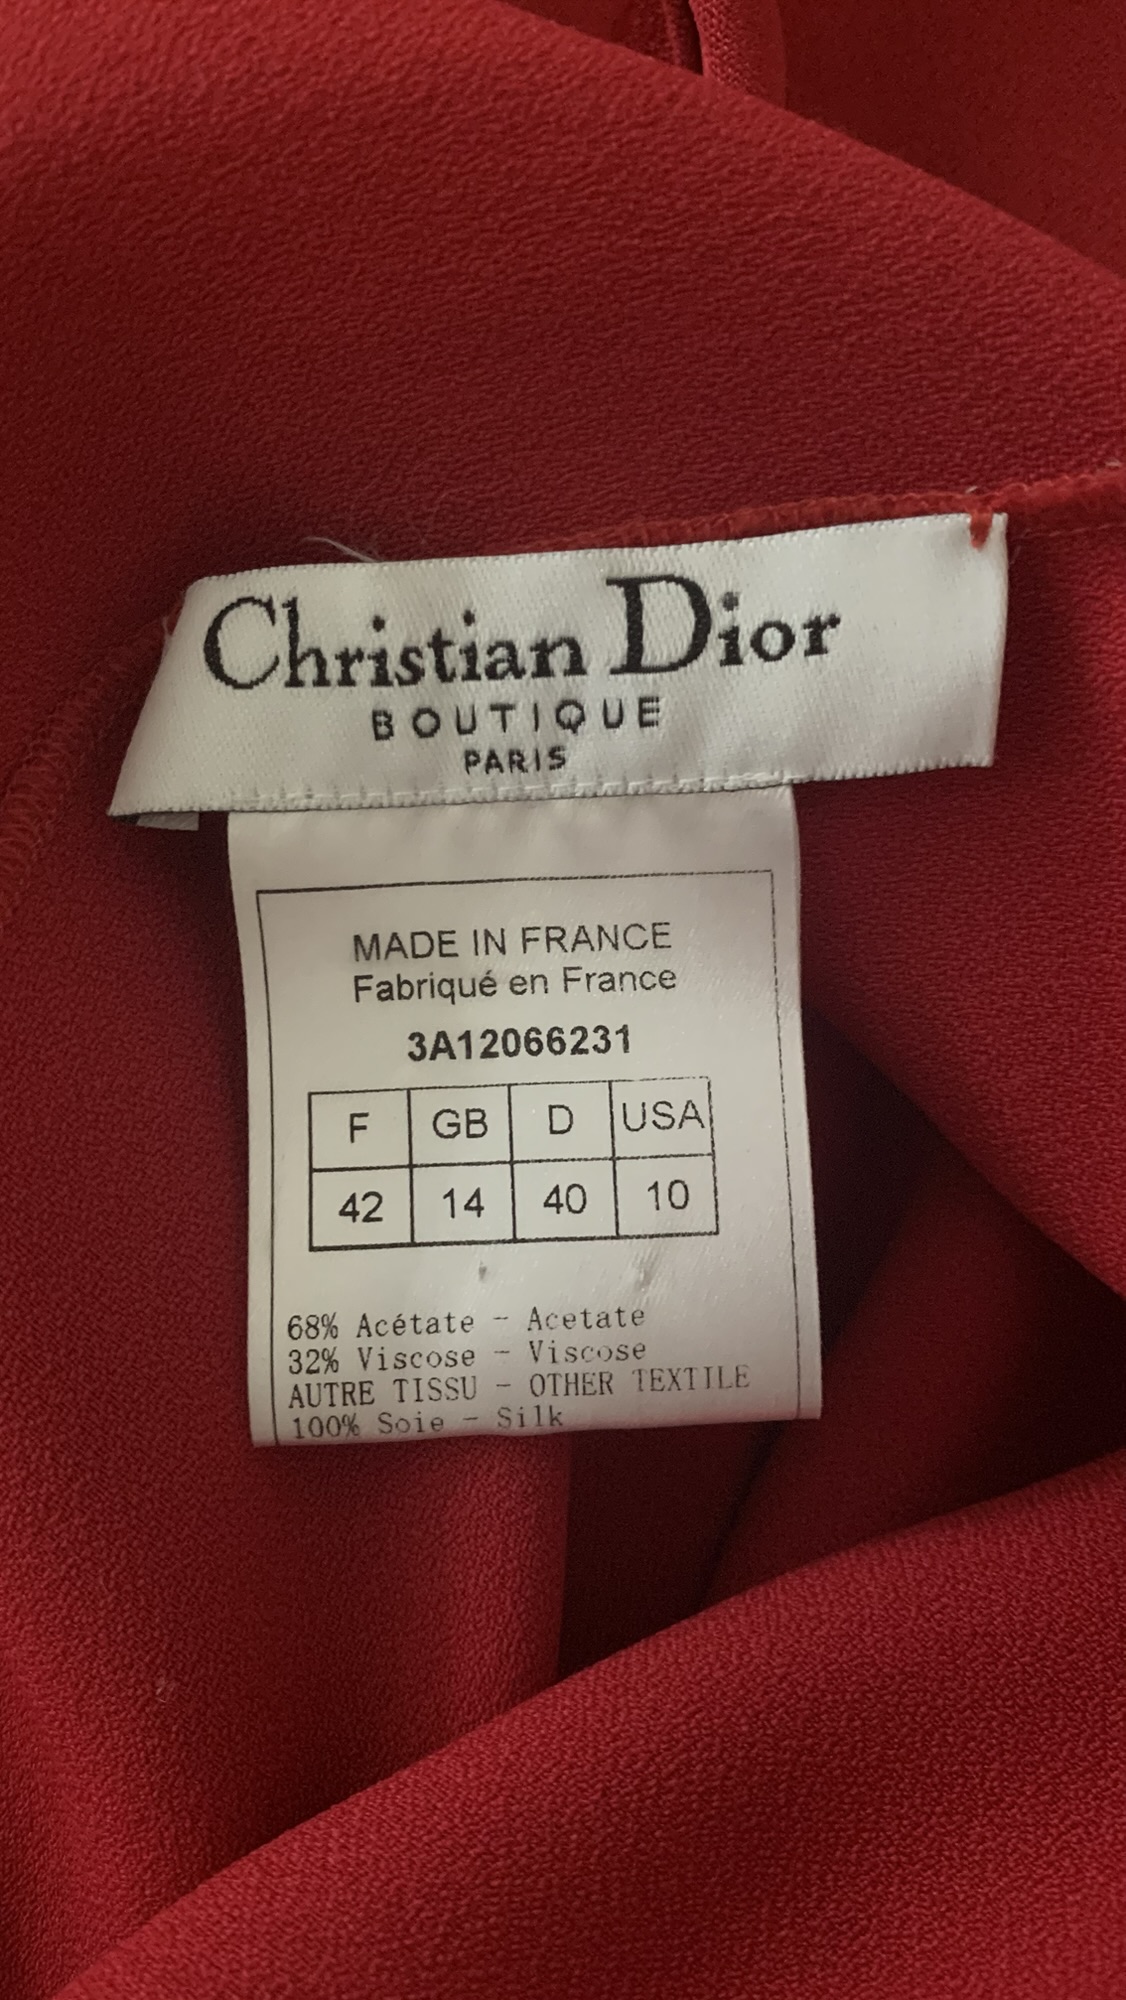 Christian Dior
BOUTIQUE
PARIS
MADE IN FRANCE
Fabriqué en France
3A12066231
F GB D USA
42 14 40 10
68% Acétate - Acetate
32% Viscose - Viscose
AUTRE TISSU - OTHER TEXTILE
100% Soie - Silk